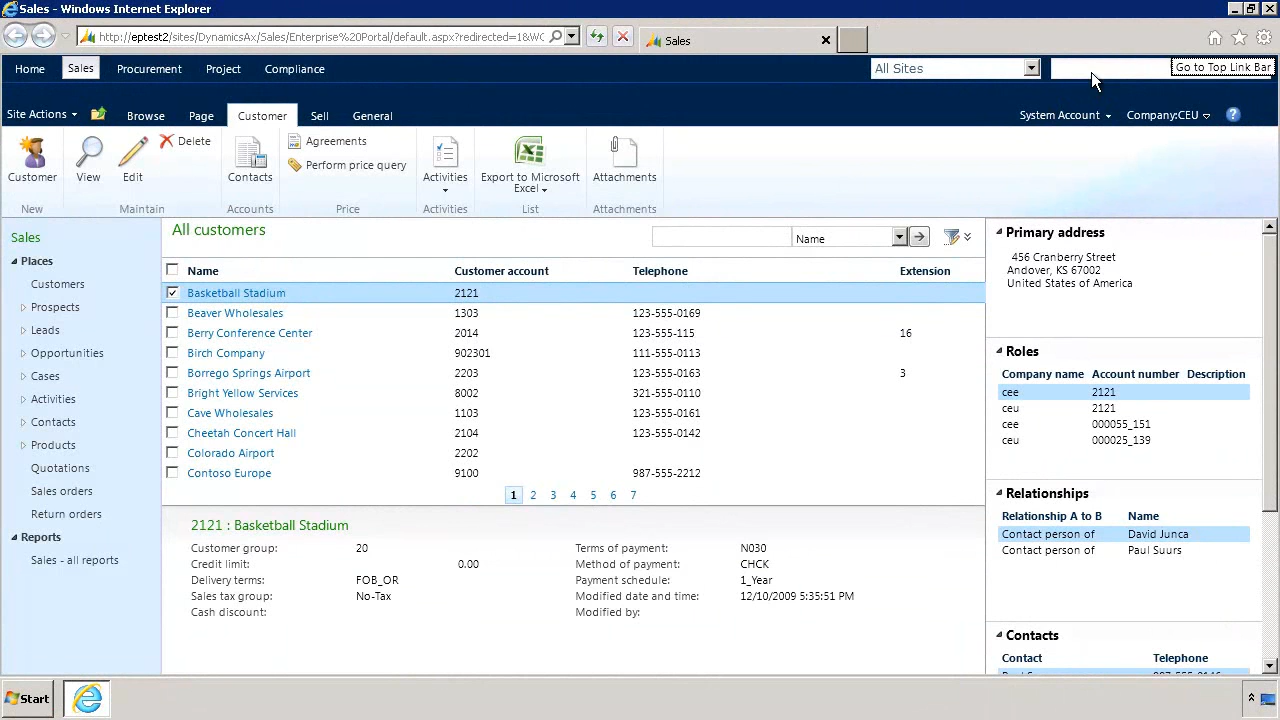 Sales - Windows Internet Explorer
http://eptest2/sites/DynamicsAx/Sales/Enterprise%20Portal/default.aspx?redirected=1&WC
Sales
Home Sales Procurement Project Compliance
All Sites
Go to Top Link Bar
Site Actions Browse Page Customer Sell General
System Account Company:CEU
Customer View Edit Delete Contacts Agreements Perform price query Activities Export to Microsoft Excel Attachments
New Maintain Accounts Price Activities List Attachments
Sales
Places
Customers
Prospects
Leads
Opportunities
Cases
Activities
Contacts
Products
Quotations
Sales orders
Return orders
Reports
Sales - all reports
All customers
Name
Name Customer account Telephone Extension
Basketball Stadium 2121
Beaver Wholesales 1303 123-555-0169
Berry Conference Center 2014 123-555-115 16
Birch Company 902301 111-555-0113
Borrego Springs Airport 2203 123-555-0163 3
Bright Yellow Services 8002 321-555-0110
Cave Wholesales 1103 123-555-0161
Cheetah Concert Hall 2104 123-555-0142
Colorado Airport 2202
Contoso Europe 9100 987-555-2212
1 2 3 4 5 6 7
2121 : Basketball Stadium
Customer group: 20 Terms of payment: N030
Credit limit: 0.00 Method of payment: CHCK
Delivery terms: FOB_OR Payment schedule: 1_Year
Sales tax group: No-Tax Modified date and time: 12/10/2009 5:35:51 PM
Cash discount: Modified by:
Primary address
456 Cranberry Street
Andover, KS 67002
United States of America
Roles
Company name Account number Description
cee 2121
ceu 2121
cee 000055_151
ceu 000025_139
Relationships
Relationship A to B Name
Contact person of David Junca
Contact person of Paul Suurs
Contacts
Contact Telephone
Start